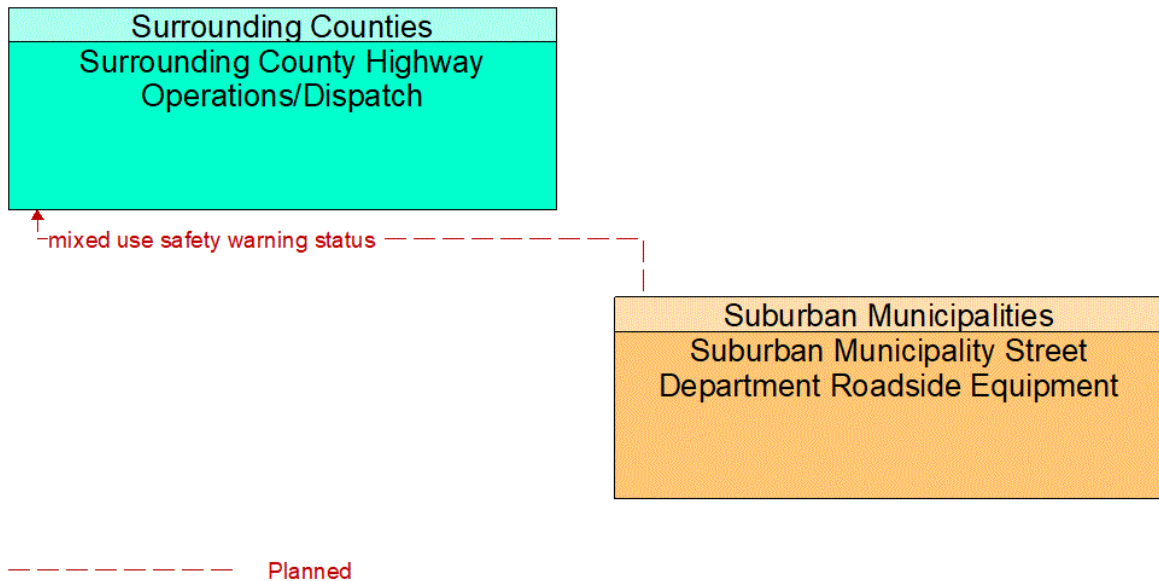 Surrounding Counties
Surrounding County Highway
Operations/Dispatch
mixed use safety warning status
Suburban Municipalities
Suburban Municipality Street
Department Roadside Equipment
Planned